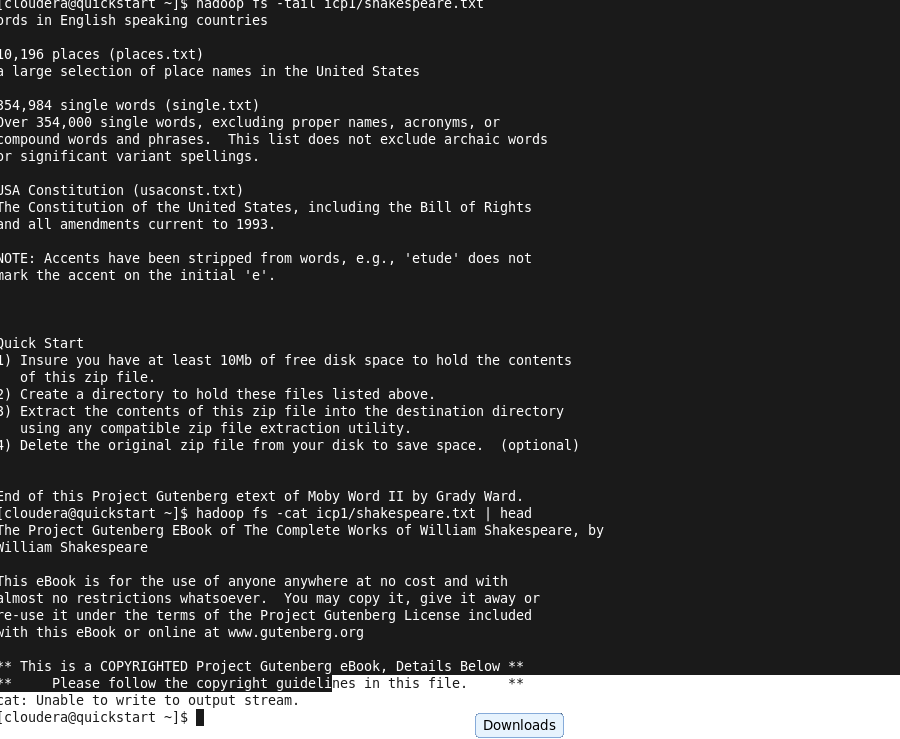 [cloudera@quickstart ~]$ hadoop fs -tail icp1/shakespeare.txt
ords in English speaking countries
10,196 places (places.txt)
a large selection of place names in the United States
354,984 single words (single.txt)
Over 354,000 single words, excluding proper names, acronyms, or
compound words and phrases.  This list does not exclude archaic words
or significant variant spellings.
USA Constitution (usaconst.txt)
The Constitution of the United States, including the Bill of Rights
and all amendments current to 1993.
NOTE: Accents have been stripped from words, e.g., 'etude' does not
mark the accent on the initial 'e'.
Quick Start
1) Insure you have at least 10Mb of free disk space to hold the contents
of this zip file.
2) Create a directory to hold these files listed above.
3) Extract the contents of this zip file into the destination directory
using any compatible zip file extraction utility.
4) Delete the original zip file from your disk to save space.  (optional)
End of this Project Gutenberg etext of Moby Word II by Grady Ward.
[cloudera@quickstart ~]$ hadoop fs -cat icp1/shakespeare.txt | head
The Project Gutenberg EBook of The Complete Works of William Shakespeare, by
William Shakespeare
This eBook is for the use of anyone anywhere at no cost and with
almost no restrictions whatsoever.  You may copy it, give it away or
re-use it under the terms of the Project Gutenberg License included
with this eBook or online at www.gutenberg.org
** This is a COPYRIGHTED Project Gutenberg eBook, Details Below **
**     Please follow the copyright guidelines in this file.     **
cat: Unable to write to output stream.
[cloudera@quickstart ~]$
Downloads